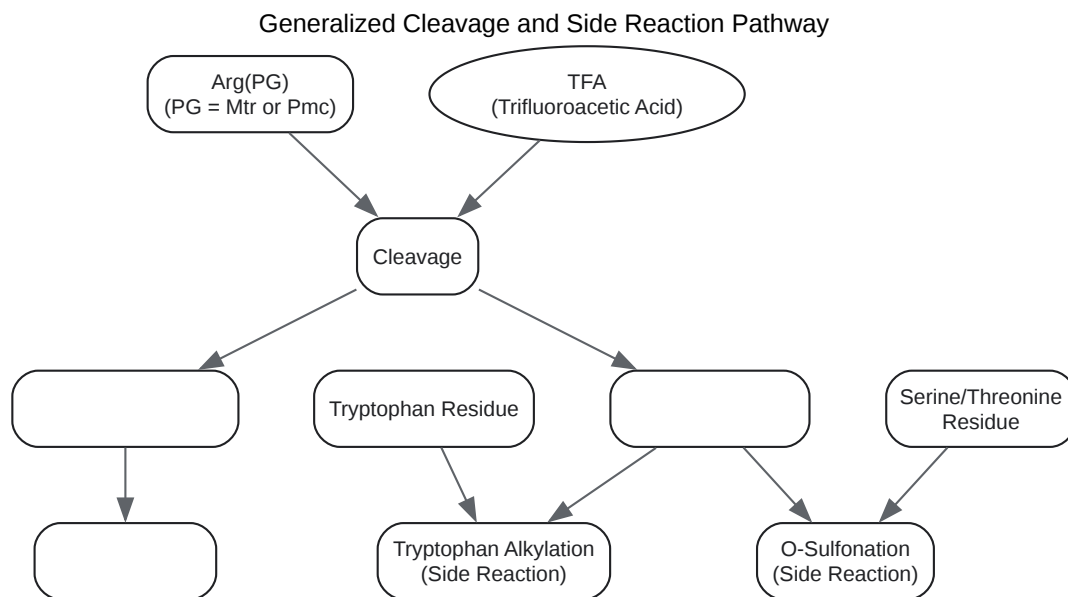 Generalized Cleavage and Side Reaction Pathway
Arg(PG)
(PG = Mtr or Pmc)
TFA
(Trifluoroacetic Acid)
Cleavage
Tryptophan Residue
Serine/Threonine
Residue
Tryptophan Alkylation
(Side Reaction)
O-Sulfonation
(Side Reaction)